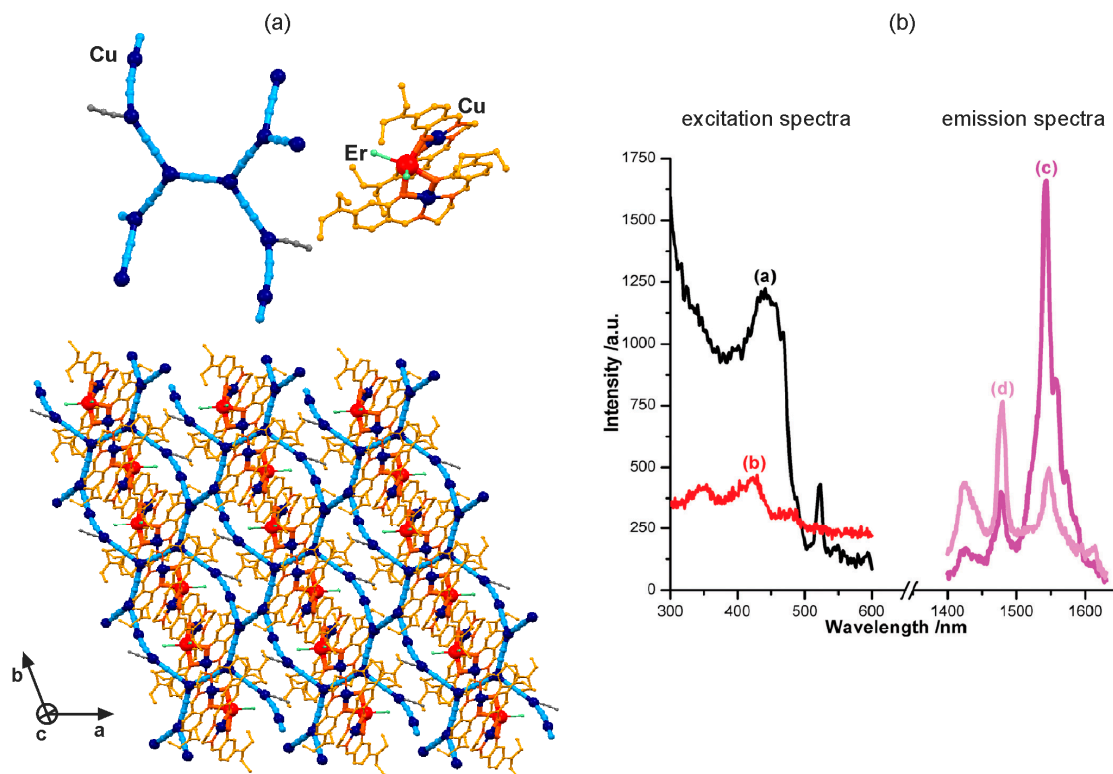 (a)
Cu
Cu
Er
b
c
a
(b)
excitation spectra
emission spectra
1750
1500
1250
1000
750
500
250
0
Intensity /a.u.
(a)
(b)
(c)
(d)
300
400
500
600
1400
1500
1600
Wavelength /nm